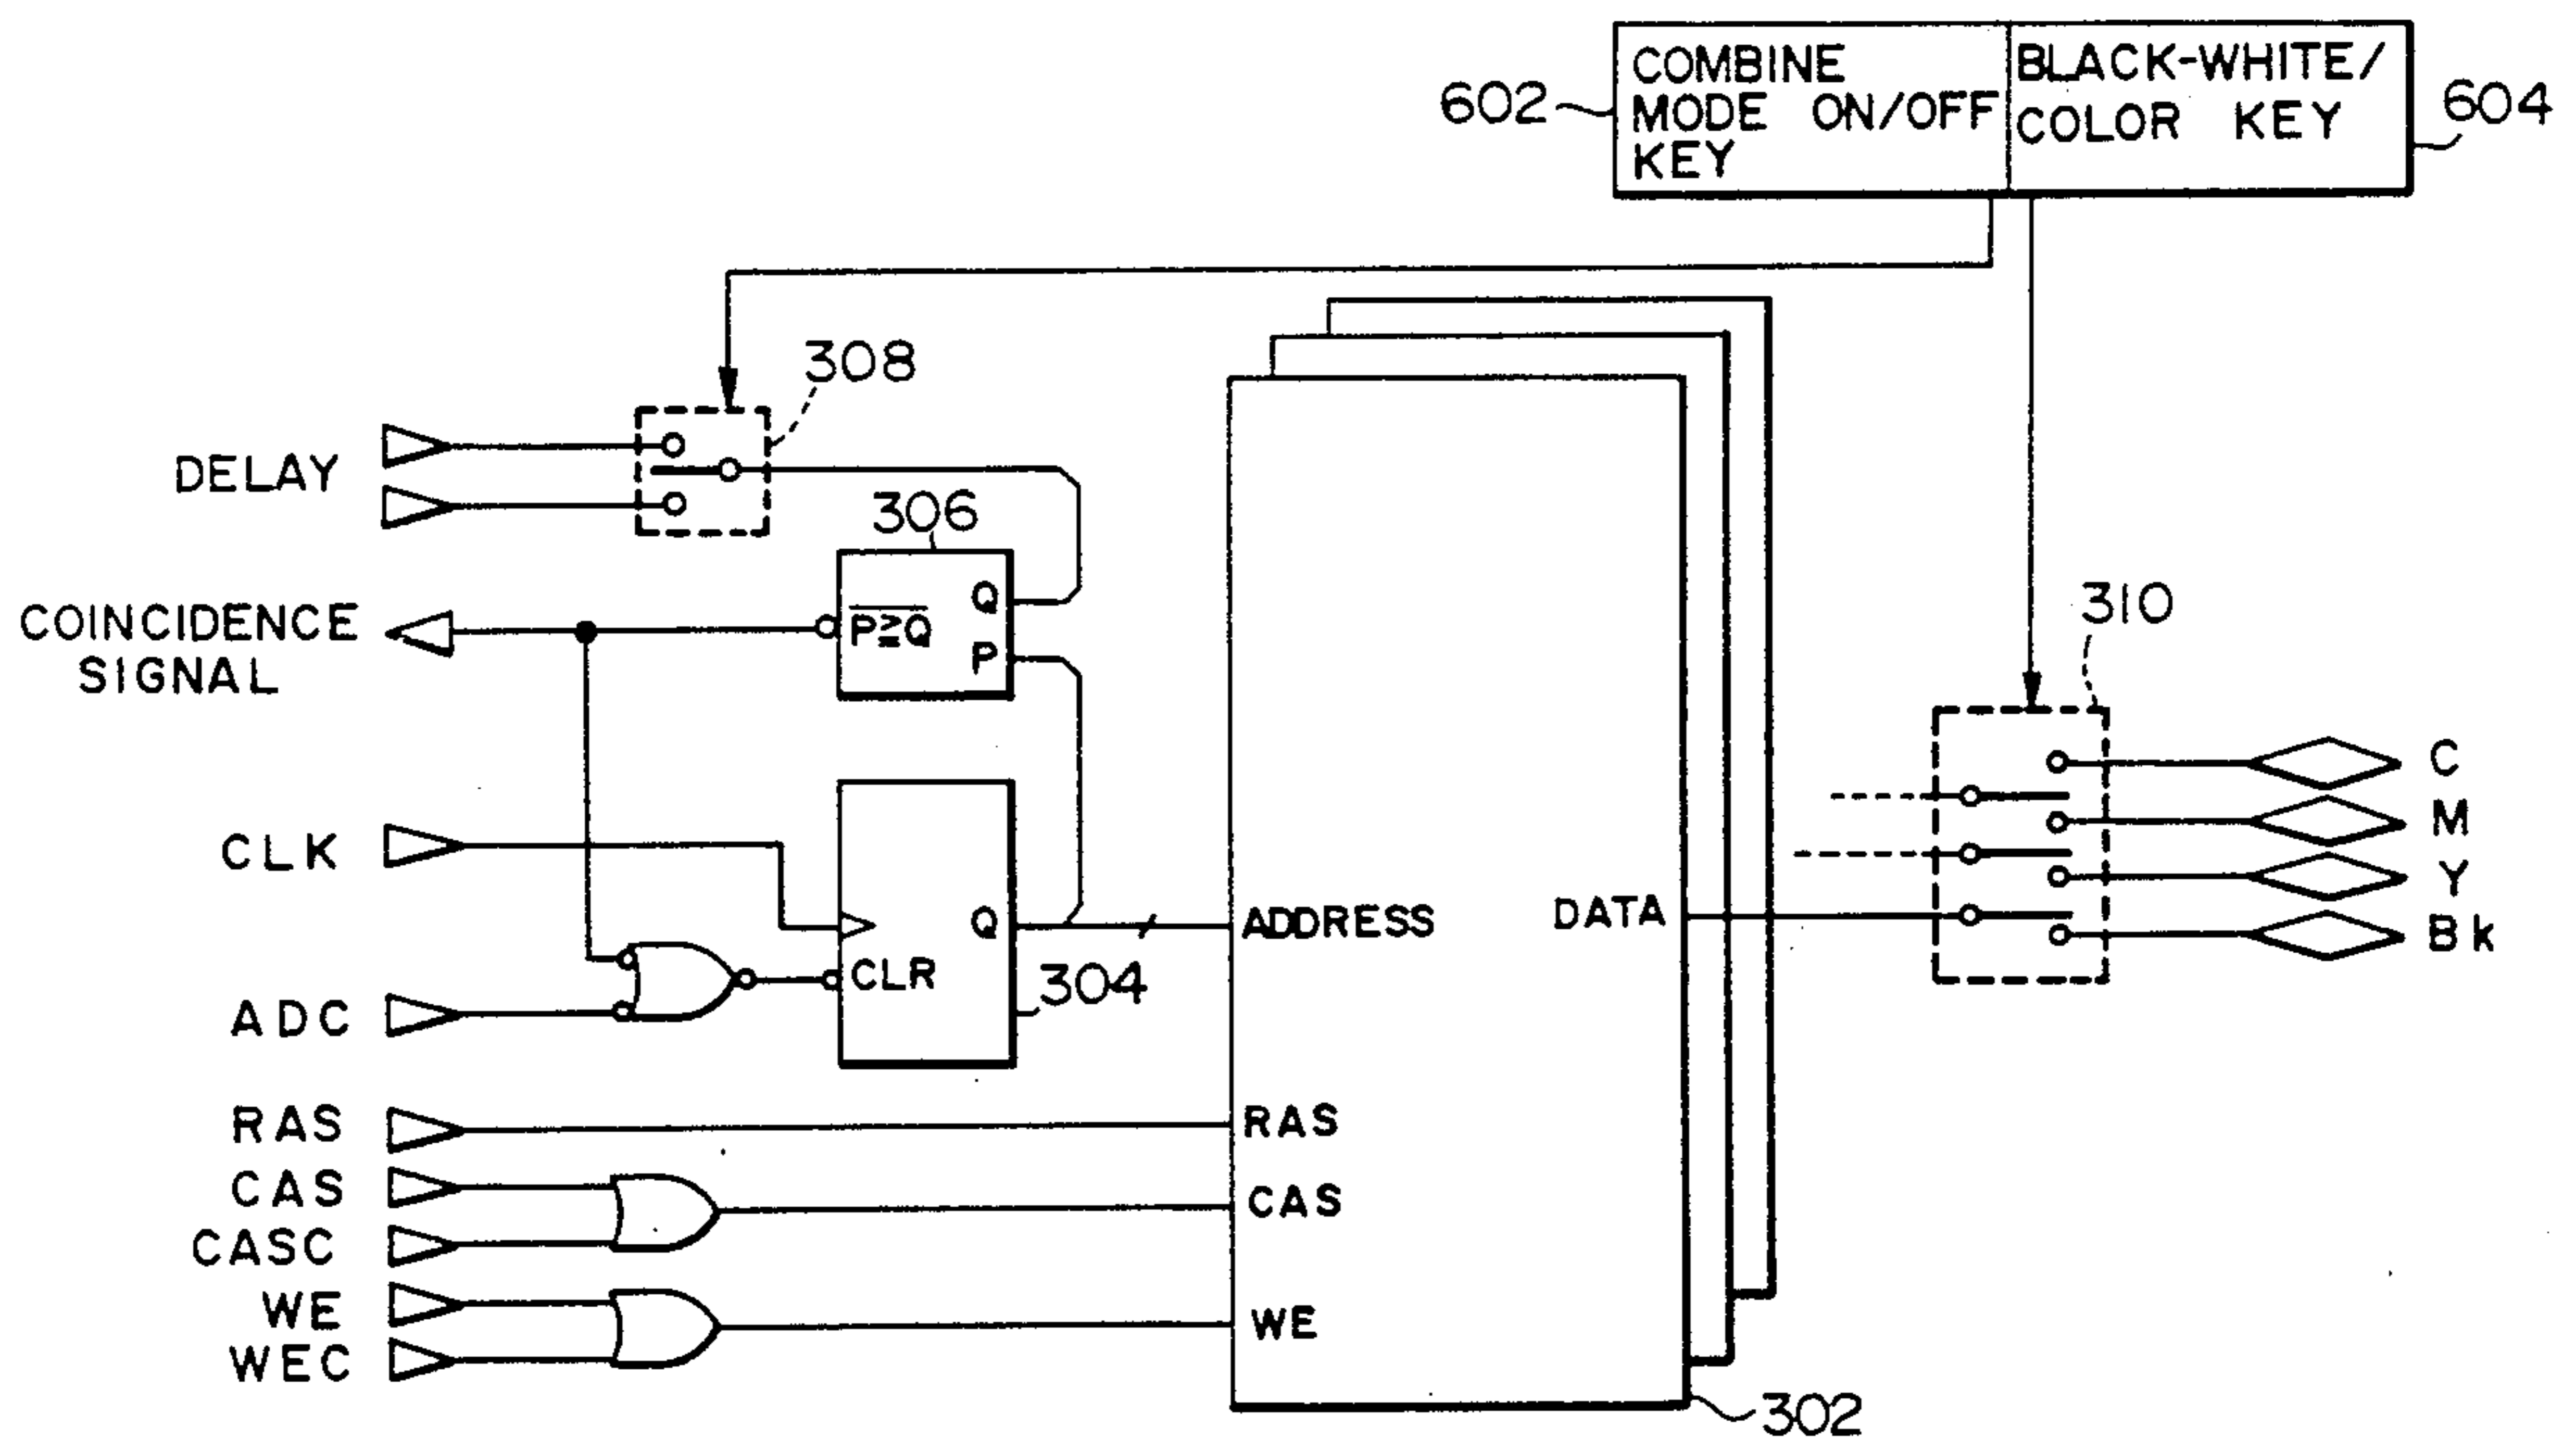 COMBINE
MODE ON/OFF
KEY
BLACK-WHITE/
COLOR KEY
602
604
308
DELAY
306
Q
P≧Q
P
COINCIDENCE
SIGNAL
310
C
M
Y
Bk
CLK
Q
CLR
304
ADC
ADDRESS
DATA
RAS
RAS
CAS
CASC
CAS
WE
WEC
WE
302